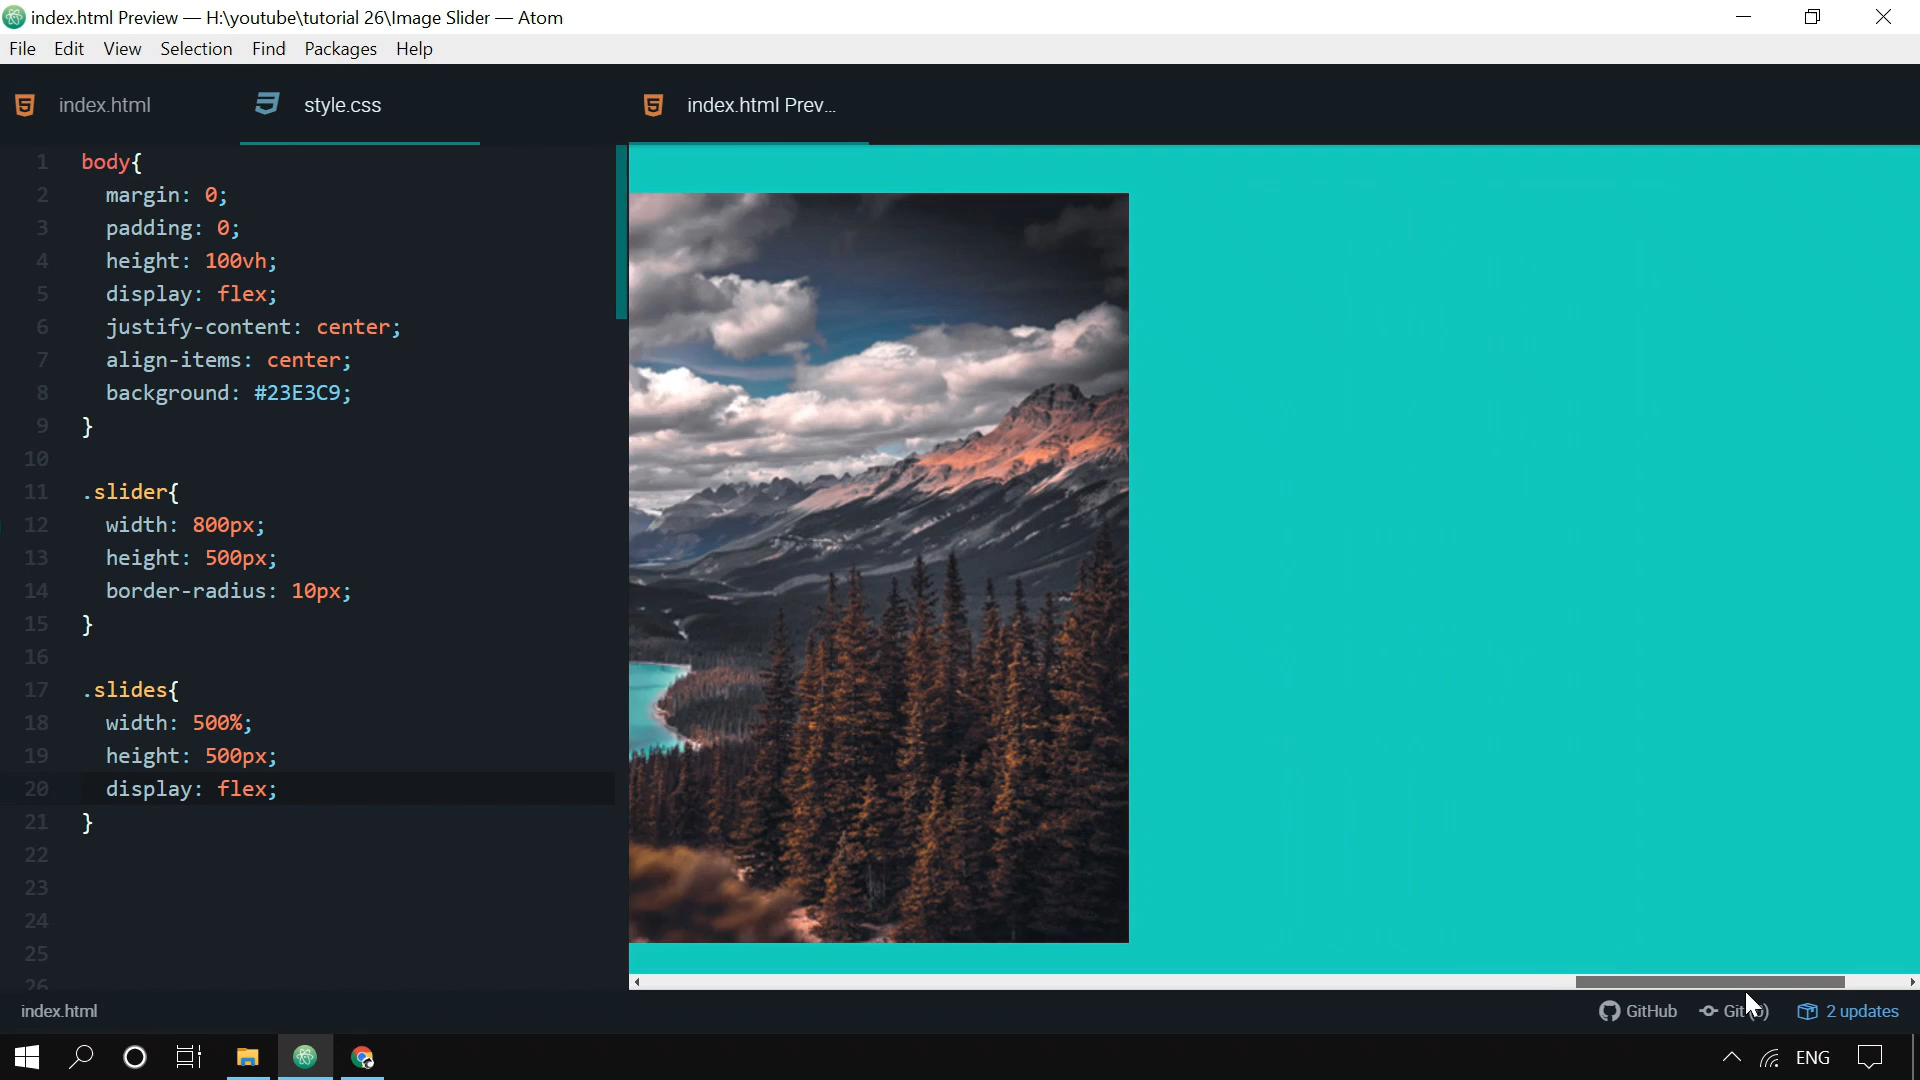 index.html Preview — H:\youtube\tutorial 26\Image Slider — Atom
File Edit View Selection Find Packages Help
index.html style.css index.html Prev...
1 body{
2 margin: 0;
3 padding: 0;
4 height: 100vh;
5 display: flex;
6 justify-content: center;
7 align-items: center;
8 background: #23E3C9;
9 }
10
11 .slider{
12 width: 800px;
13 height: 500px;
14 border-radius: 10px;
15 }
16
17 .slides{
18 width: 500%;
19 height: 500px;
20 display: flex;
21 }
22
23
24
25
26
index.html GitHub 2 updates
ENG